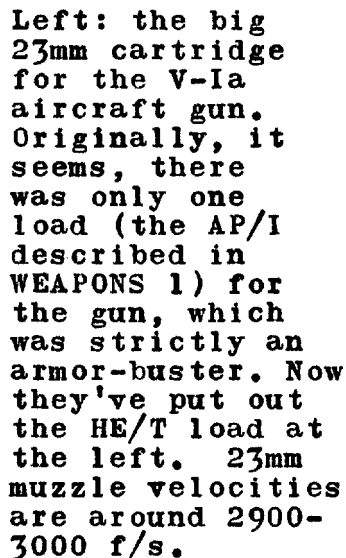 Left: the big
23mm cartridge
for the V-Ia
aircraft gun.
Originally, it
seems, there
was only one
load (the AP/I
described in
WEAPONS 1) for
the gun, which
was strictly an
armor-buster. Now
they've put out
the HE/T load at
the left.  23mm
muzzle velocities
are around 2900-
3000 f/s.